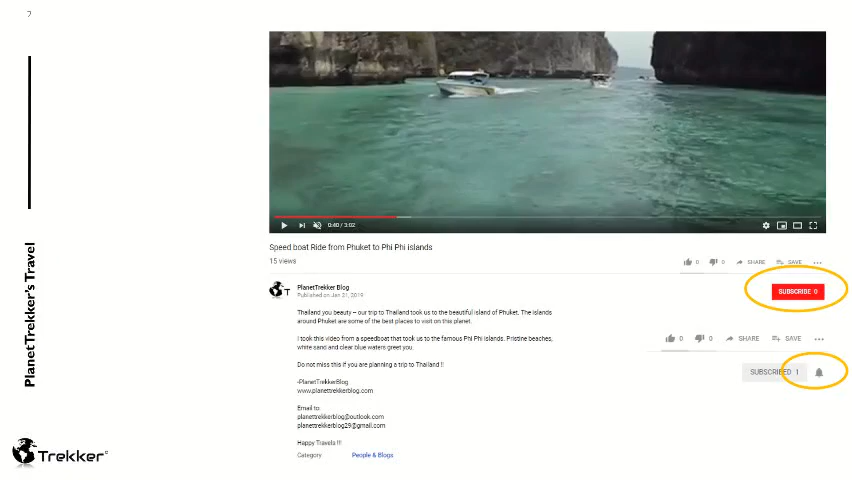 7
PlanetTrekker's Travel
0:40 / 3:02
Speed boat Ride from Phuket to Phi Phi islands
15 views
0 0 SHARE SAVE ...
PlanetTrekker Blog
Published on Jan 21, 2019
SUBSCRIBE 0
Thailand you beauty – our trip to Thailand took us to the beautiful island of Phuket. The islands
around Phuket are some of the best places to visit on this planet.
I took this video from a speedboat that took us to the famous Phi Phi Islands. Pristine beaches,
white sand and clear blue waters greet you.
0 0 SHARE SAVE ...
Do not miss this if you are planning a trip to Thailand !!
SUBSCRIBED 1
-PlanetTrekkerBlog
www.planettrekkerblog.com
Email to:
planettrekkerblog@outlook.com
planettrekkerblog29@gmail.com
Happy Travels !!!
Category People & Blogs
Trekker©